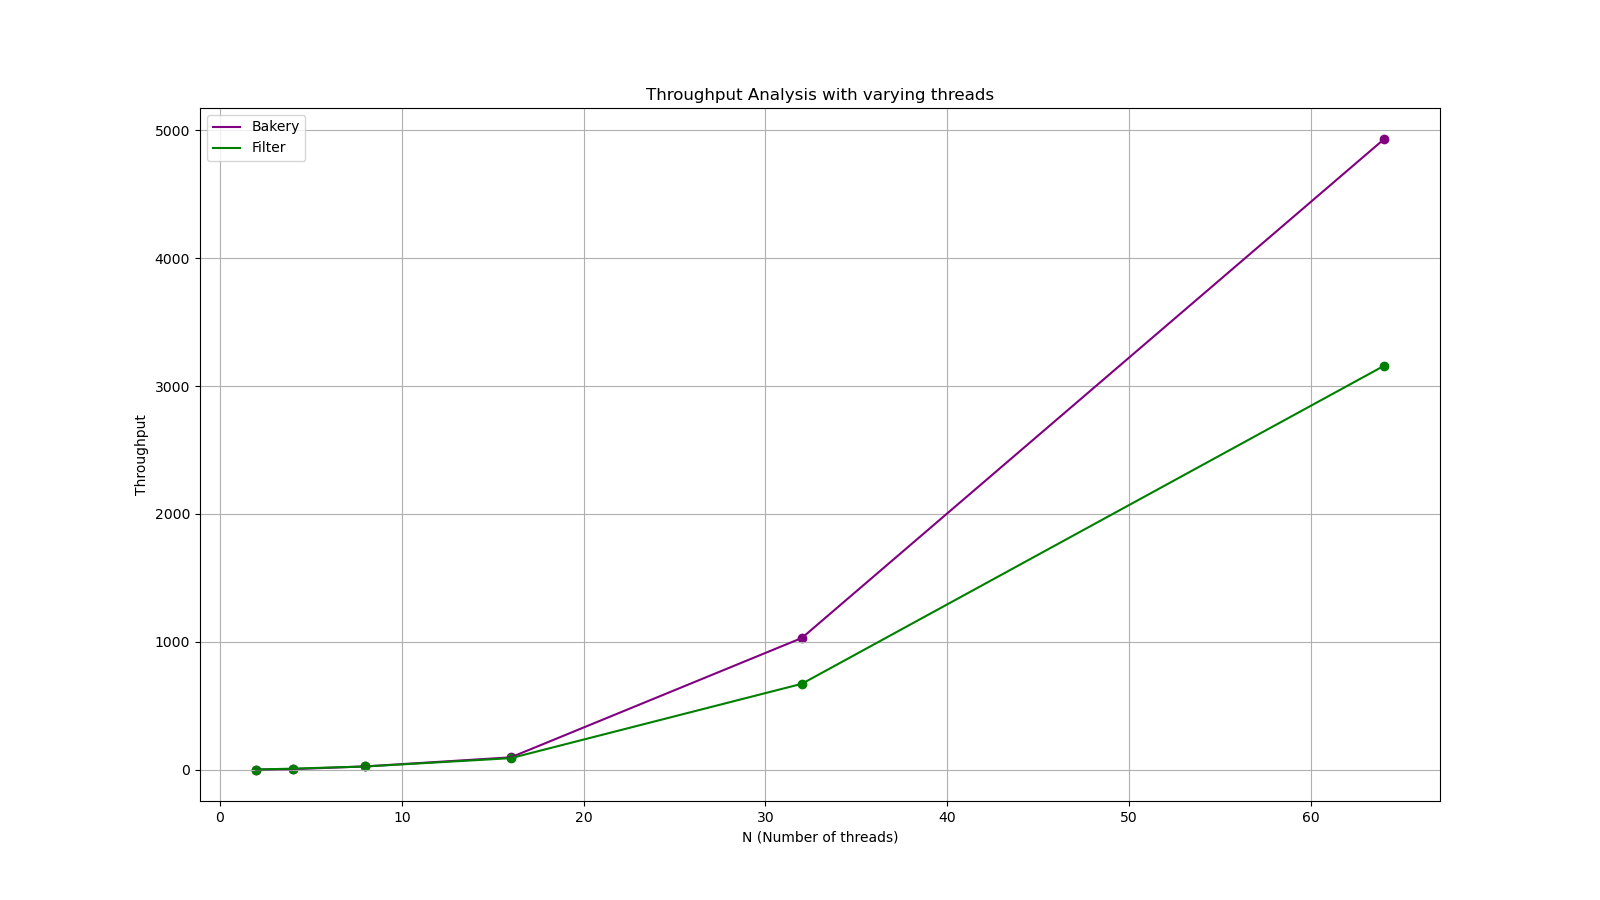 Throughput Analysis with varying threads
Bakery
Filter
5000
4000
3000
2000
1000
0
Throughput
0 10 20 30 40 50 60
N (Number of threads)